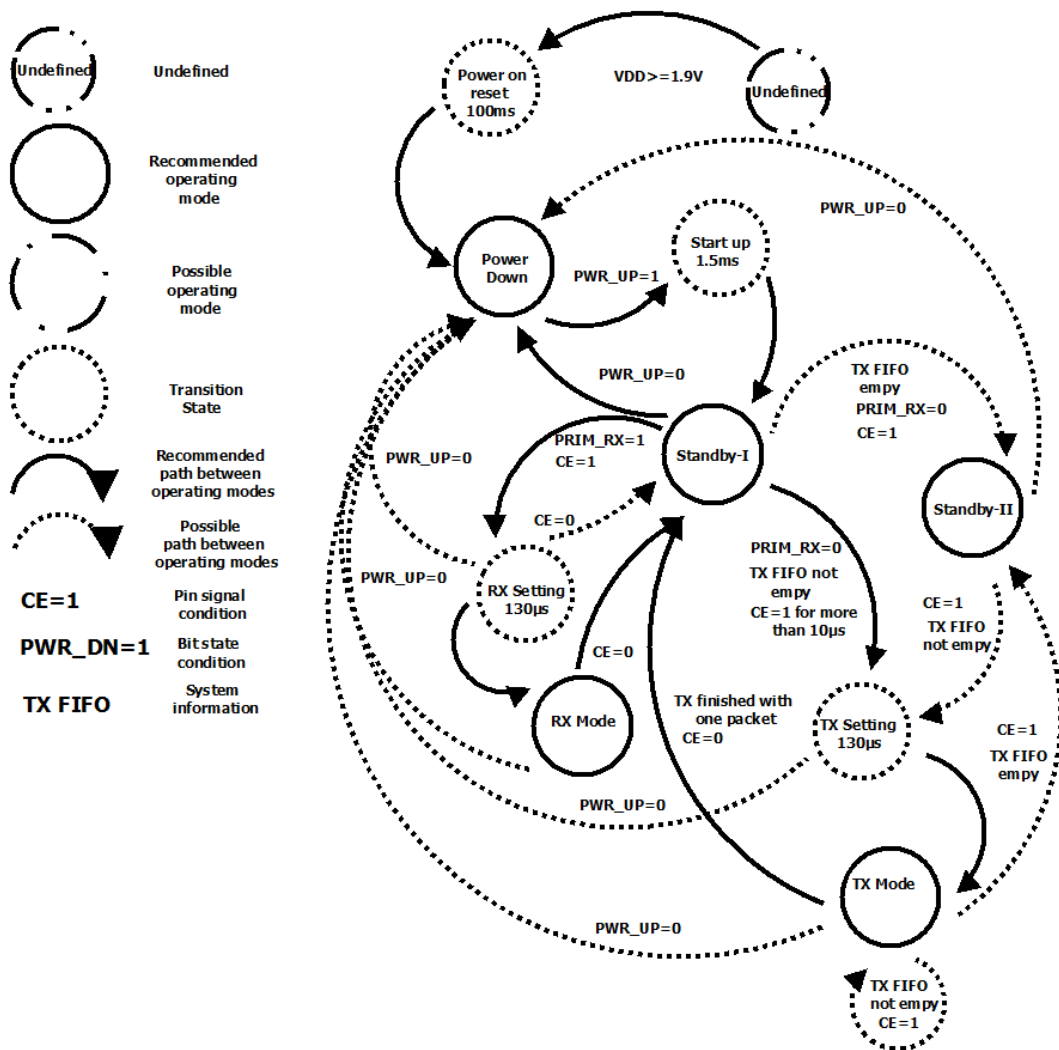 Undefined
Undefined
Recommended
operating
mode
Possible
operating
mode
Transition
State
Recommended
path between
operating modes
Possible
path between
operating modes
CE=1
Pin signal
condition
PWR_DN=1
Bit state
condition
TX FIFO
System
information
Power on
reset
100ms
VDD>=1.9V
Undefined
PWR_UP=0
Start up
1.5ms
Power
Down
PWR_UP=1
PWR_UP=0
TX FIFO
empy
PRIM_RX=0
CE=1
PRIM_RX=1
CE=1
Standby-I
PWR_UP=0
Standby-II
CE=0
PRIM_RX=0
TX FIFO not
empy
CE=1 for more
than 10µs
PWR_UP=0
RX Setting
130µs
CE=1
TX FIFO
not empy
CE=0
RX Mode
TX finished with
one packet
CE=0
TX Setting
130µs
CE=1
TX FIFO
empy
PWR_UP=0
TX Mode
PWR_UP=0
TX FIFO
not empy
CE=1